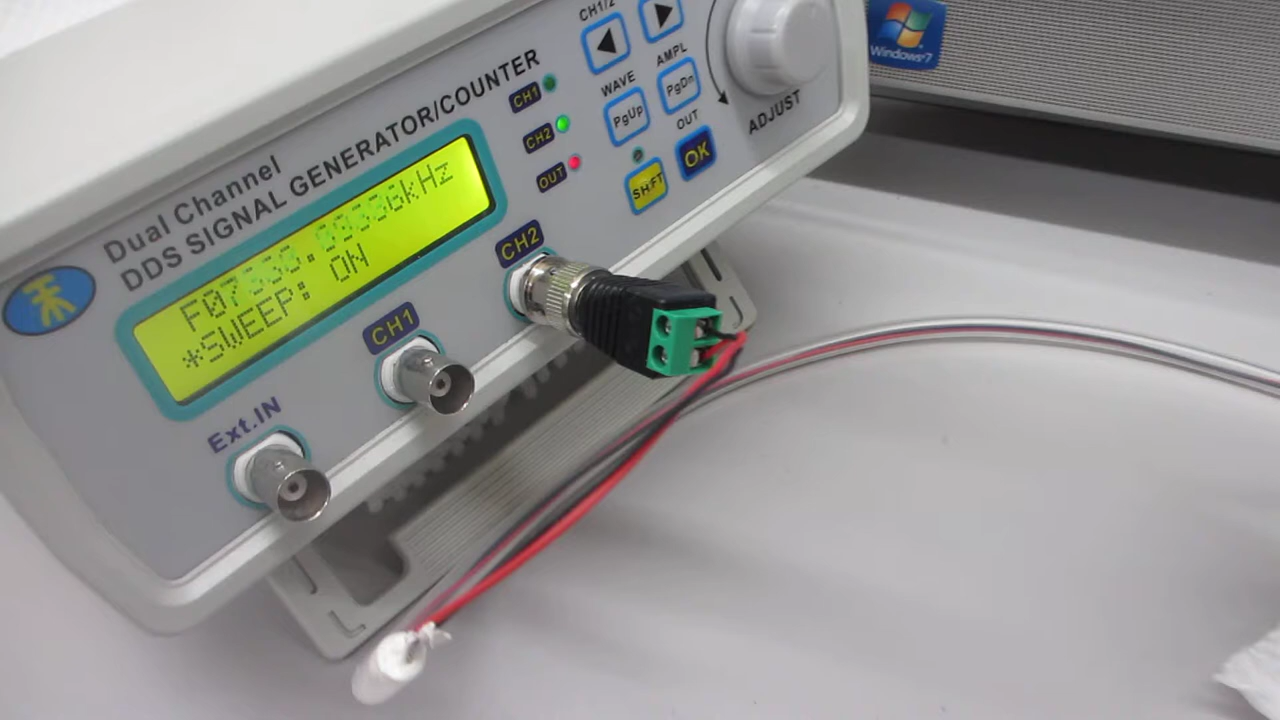 Dual Channel
DDS SIGNAL GENERATOR/COUNTER
*SWEEP: ON
Ext.IN
CH1
CH2
CH1
CH2
OUT
CH1/2
WAVE
AMPL
PgUp
PgDn
OUT
SHIFT
OK
ADJUST
Windows 7